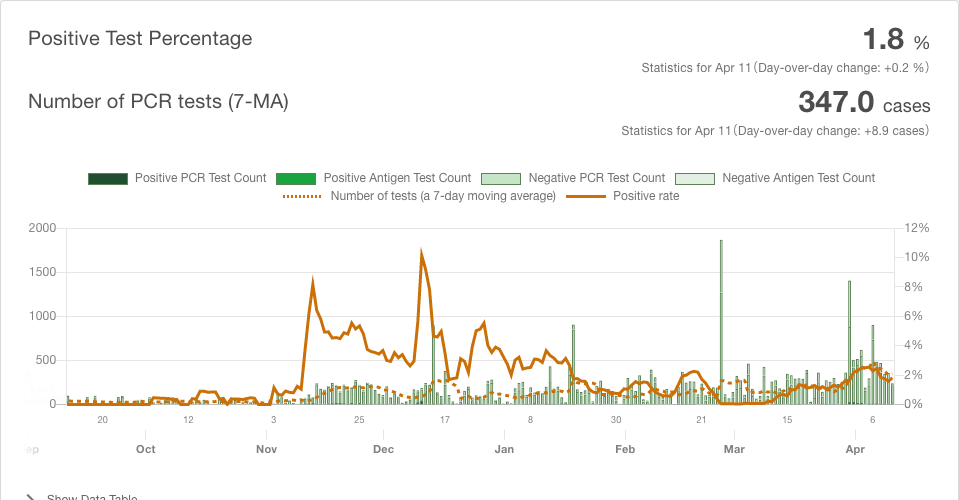 Positive Test Percentage
1.8 %
Statistics for Apr 11 (Day-over-day change: +0.2 %)
Number of PCR tests (7-MA)
347.0 cases
Statistics for Apr 11 (Day-over-day change: +8.9 cases)
Positive PCR Test Count Positive Antigen Test Count Negative PCR Test Count Negative Antigen Test Count
Number of tests (a 7-day moving average) Positive rate
2000 12%
10%
1500
8%
1000 6%
4%
500
2%
0 0%
20 12 3 25 17 8 30 21 15 6
ep Oct Nov Dec Jan Feb Mar Apr
Show Data Table